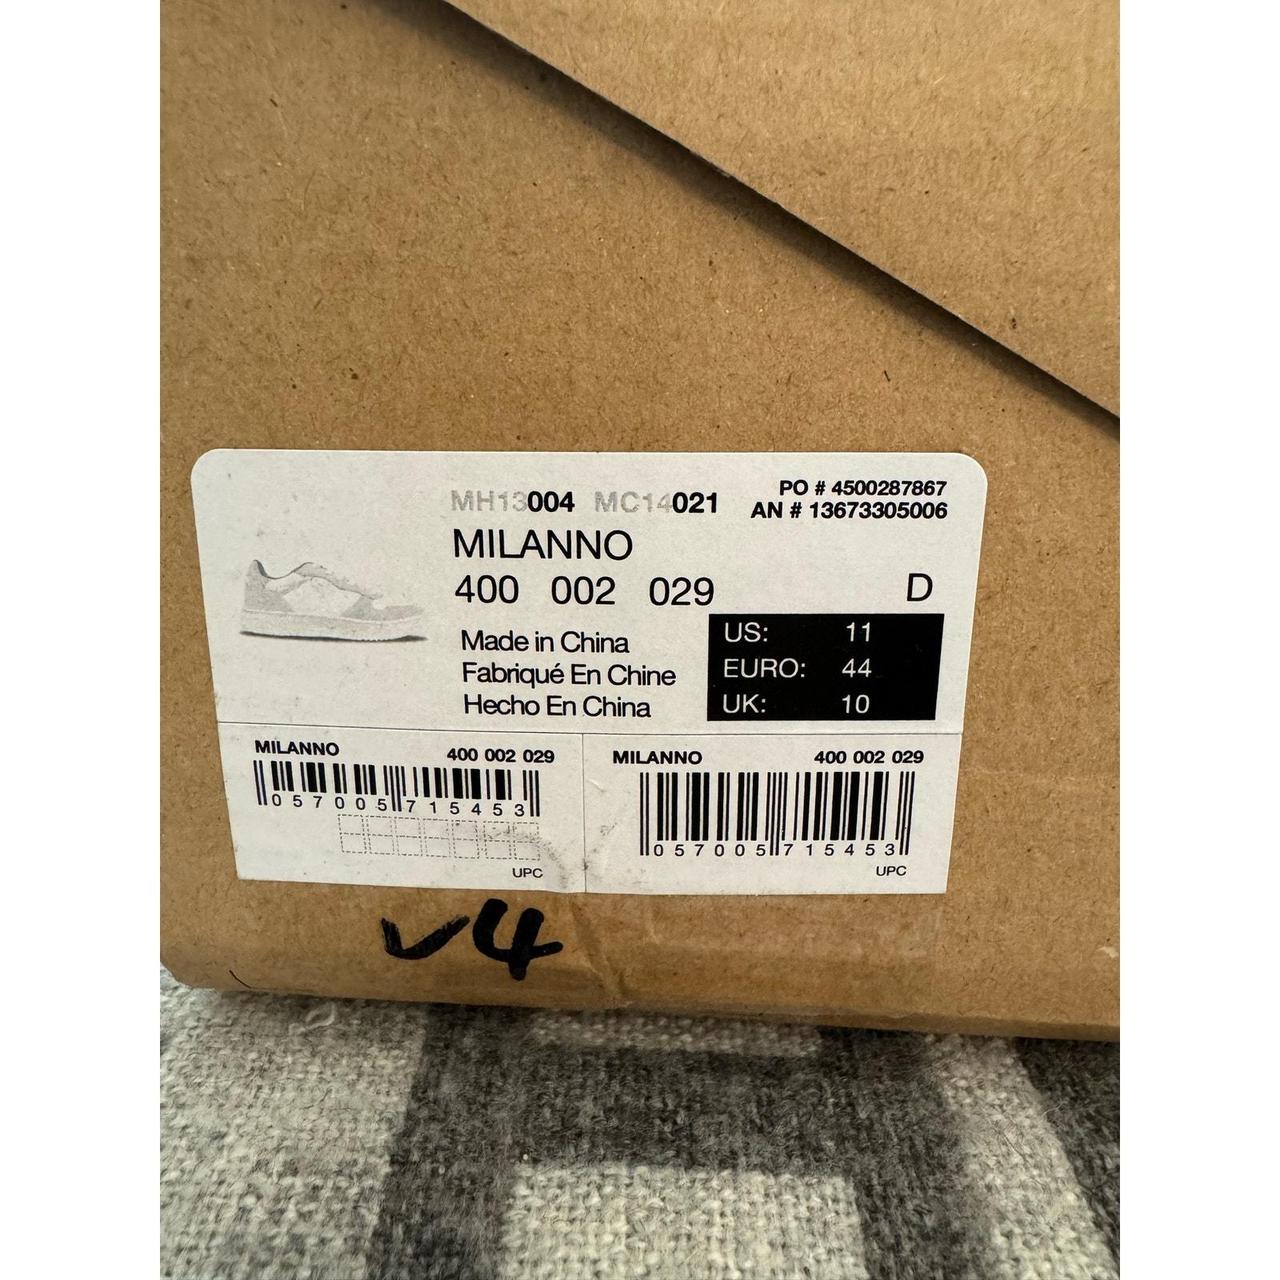 MH13004 MC14021
PO # 4500287867
AN # 13673305006
MILANNO
400 002 029 D
Made in China
Fabriqué En Chine
Hecho En China
US: 11
EURO: 44
UK: 10
MILANNO 400 002 029
057005715453
UPC
MILANNO 400 002 029
057005715453
UPC
v4